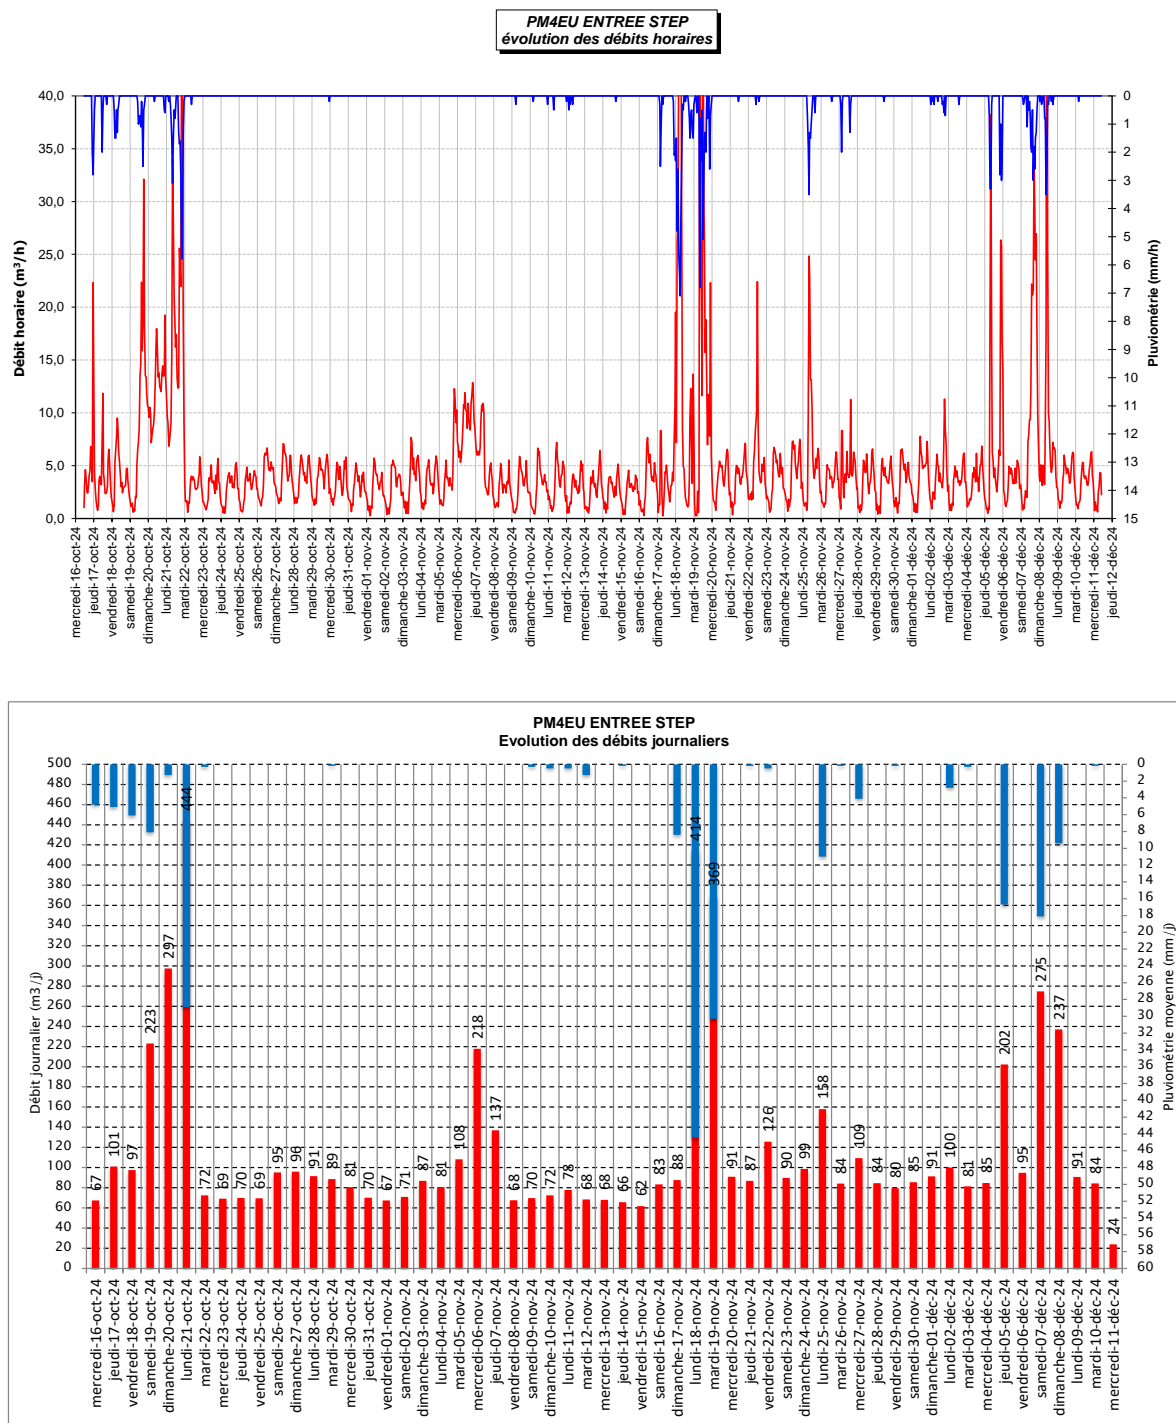 PM4EU ENTREE STEP
évolution des débits horaires
Débit horaire (m³/h)
40,0
35,0
30,0
25,0
20,0
15,0
10,0
5,0
0,0
0
1
2
3
4
5
6
7
8
9
10
11
12
13
14
15
Pluviométrie (mm/h)
mercredi-16-oct-24
jeudi-17-oct-24
vendredi-18-oct-24
samedi-19-oct-24
dimanche-20-oct-24
lundi-21-oct-24
mardi-22-oct-24
mercredi-23-oct-24
jeudi-24-oct-24
vendredi-25-oct-24
samedi-26-oct-24
dimanche-27-oct-24
lundi-28-oct-24
mardi-29-oct-24
mercredi-30-oct-24
jeudi-31-oct-24
vendredi-01-nov-24
samedi-02-nov-24
dimanche-03-nov-24
lundi-04-nov-24
mardi-05-nov-24
mercredi-06-nov-24
jeudi-07-nov-24
vendredi-08-nov-24
samedi-09-nov-24
dimanche-10-nov-24
lundi-11-nov-24
mardi-12-nov-24
mercredi-13-nov-24
jeudi-14-nov-24
vendredi-15-nov-24
samedi-16-nov-24
dimanche-17-nov-24
lundi-18-nov-24
mardi-19-nov-24
mercredi-20-nov-24
jeudi-21-nov-24
vendredi-22-nov-24
samedi-23-nov-24
dimanche-24-nov-24
lundi-25-nov-24
mardi-26-nov-24
mercredi-27-nov-24
jeudi-28-nov-24
vendredi-29-nov-24
samedi-30-nov-24
dimanche-01-déc-24
lundi-02-déc-24
mardi-03-déc-24
mercredi-04-déc-24
jeudi-05-déc-24
vendredi-06-déc-24
samedi-07-déc-24
dimanche-08-déc-24
lundi-09-déc-24
mardi-10-déc-24
mercredi-11-déc-24
jeudi-12-déc-24
PM4EU ENTREE STEP
Evolution des débits journaliers
Débit journalier (m3 /j)
500
480
460
440
420
400
380
360
340
320
300
280
260
240
220
200
180
160
140
120
100
80
60
40
20
0
67
101
97
223
297
444
72
69
70
69
95
96
91
89
81
70
67
71
87
81
108
218
137
68
70
72
78
68
68
66
62
83
88
414
369
91
87
126
90
99
158
84
109
84
80
85
91
100
81
85
202
95
275
237
91
84
24
0
2
4
6
8
10
12
14
16
18
20
22
24
26
28
30
32
34
36
38
40
42
44
46
48
50
52
54
56
58
60
Pluviométrie moyenne (mm /j)
mercredi-16-oct-24
jeudi-17-oct-24
vendredi-18-oct-24
samedi-19-oct-24
dimanche-20-oct-24
lundi-21-oct-24
mardi-22-oct-24
mercredi-23-oct-24
jeudi-24-oct-24
vendredi-25-oct-24
samedi-26-oct-24
dimanche-27-oct-24
lundi-28-oct-24
mardi-29-oct-24
mercredi-30-oct-24
jeudi-31-oct-24
vendredi-01-nov-24
samedi-02-nov-24
dimanche-03-nov-24
lundi-04-nov-24
mardi-05-nov-24
mercredi-06-nov-24
jeudi-07-nov-24
vendredi-08-nov-24
samedi-09-nov-24
dimanche-10-nov-24
lundi-11-nov-24
mardi-12-nov-24
mercredi-13-nov-24
jeudi-14-nov-24
vendredi-15-nov-24
samedi-16-nov-24
dimanche-17-nov-24
lundi-18-nov-24
mardi-19-nov-24
mercredi-20-nov-24
jeudi-21-nov-24
vendredi-22-nov-24
samedi-23-nov-24
dimanche-24-nov-24
lundi-25-nov-24
mardi-26-nov-24
mercredi-27-nov-24
jeudi-28-nov-24
vendredi-29-nov-24
samedi-30-nov-24
dimanche-01-déc-24
lundi-02-déc-24
mardi-03-déc-24
mercredi-04-déc-24
jeudi-05-déc-24
vendredi-06-déc-24
samedi-07-déc-24
dimanche-08-déc-24
lundi-09-déc-24
mardi-10-déc-24
mercredi-11-déc-24